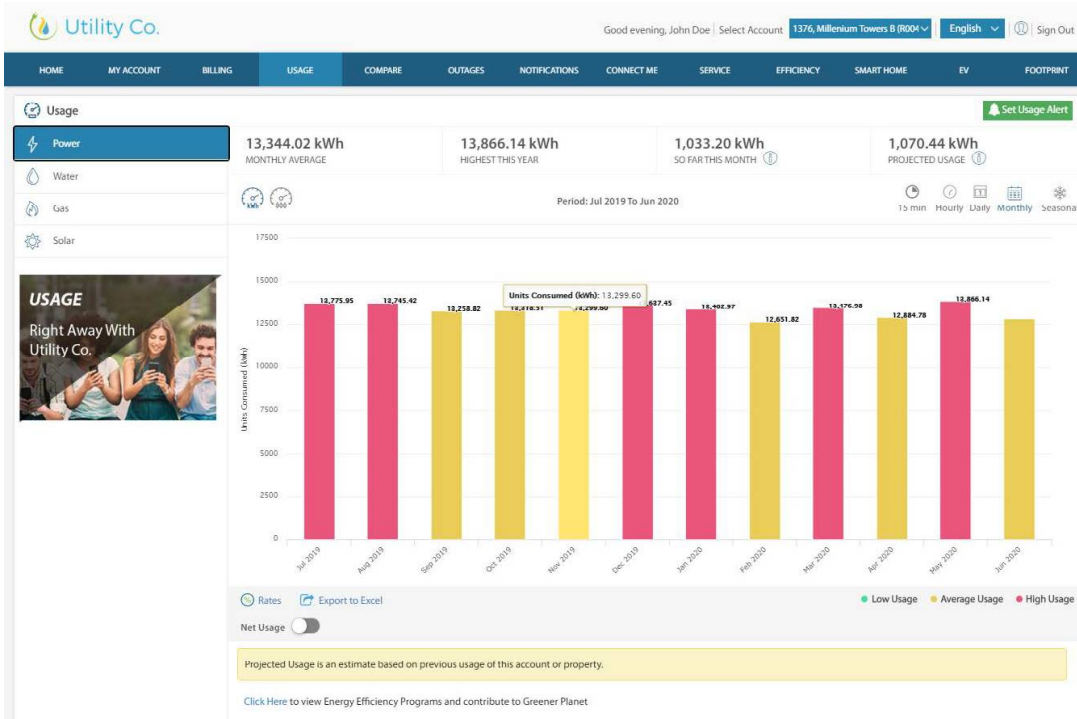 Utility Co.
Good evening, John Doe Select Account 1376, Millenium Towers B (R004 English Sign Out
HOME MY ACCOUNT BILLING USAGE COMPARE OUTAGES NOTIFICATIONS CONNECT ME SERVICE EFFICIENCY SMART HOME EV FOOTPRINT
Usage
Set Usage Alert
Power
Water
Gas
Solar
USAGE
Right Away With
Utility Co.
13,344.02 kWh 13,866.14 kWh 1,033.20 kWh 1,070.44 kWh
MONTHLY AVERAGE HIGHEST THIS YEAR SO FAR THIS MONTH PROJECTED USAGE
kWh
Period: Jul 2019 To Jun 2020
15 min Hourly Daily Monthly Seasona
Units Consumed (kWh)
17500
15000
12500
10000
7500
5000
2500
0
13,775.95
13,745.42
13,258.82
Units Consumed (kWh): 13,299.60
12,651.82
13,476.98
12,884.78
13,866.14
Jul 2019 Aug 2019 Sep 2019 Oct 2019 Nov 2019 Dec 2019 Jan 2020 Feb 2020 Mar 2020 Apr 2020 May 2020 Jun 2020
Rates Export to Excel
Low Usage Average Usage High Usage
Net Usage
Projected Usage is an estimate based on previous usage of this account or property.
Click Here to view Energy Efficiency Programs and contribute to Greener Planet